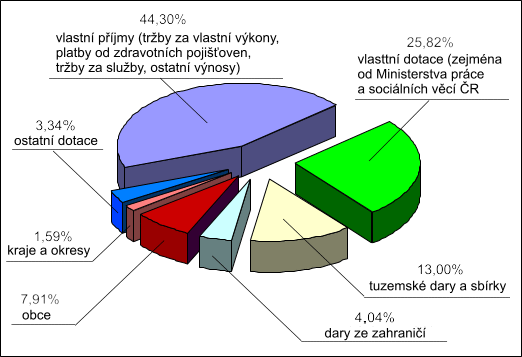 44,30%
vlastní příjmy (tržby za vlastní výkony,
platby od zdravotních pojišťoven,
tržby za služby, ostatní výnosy)
25,82%
vlasttní dotace (zejména
od Ministerstva práce
a sociálních věcí ČR
3,34%
ostatní dotace
1,59%
kraje a okresy
7,91%
obce
4,04%
dary ze zahraničí
13,00%
tuzemské dary a sbírky